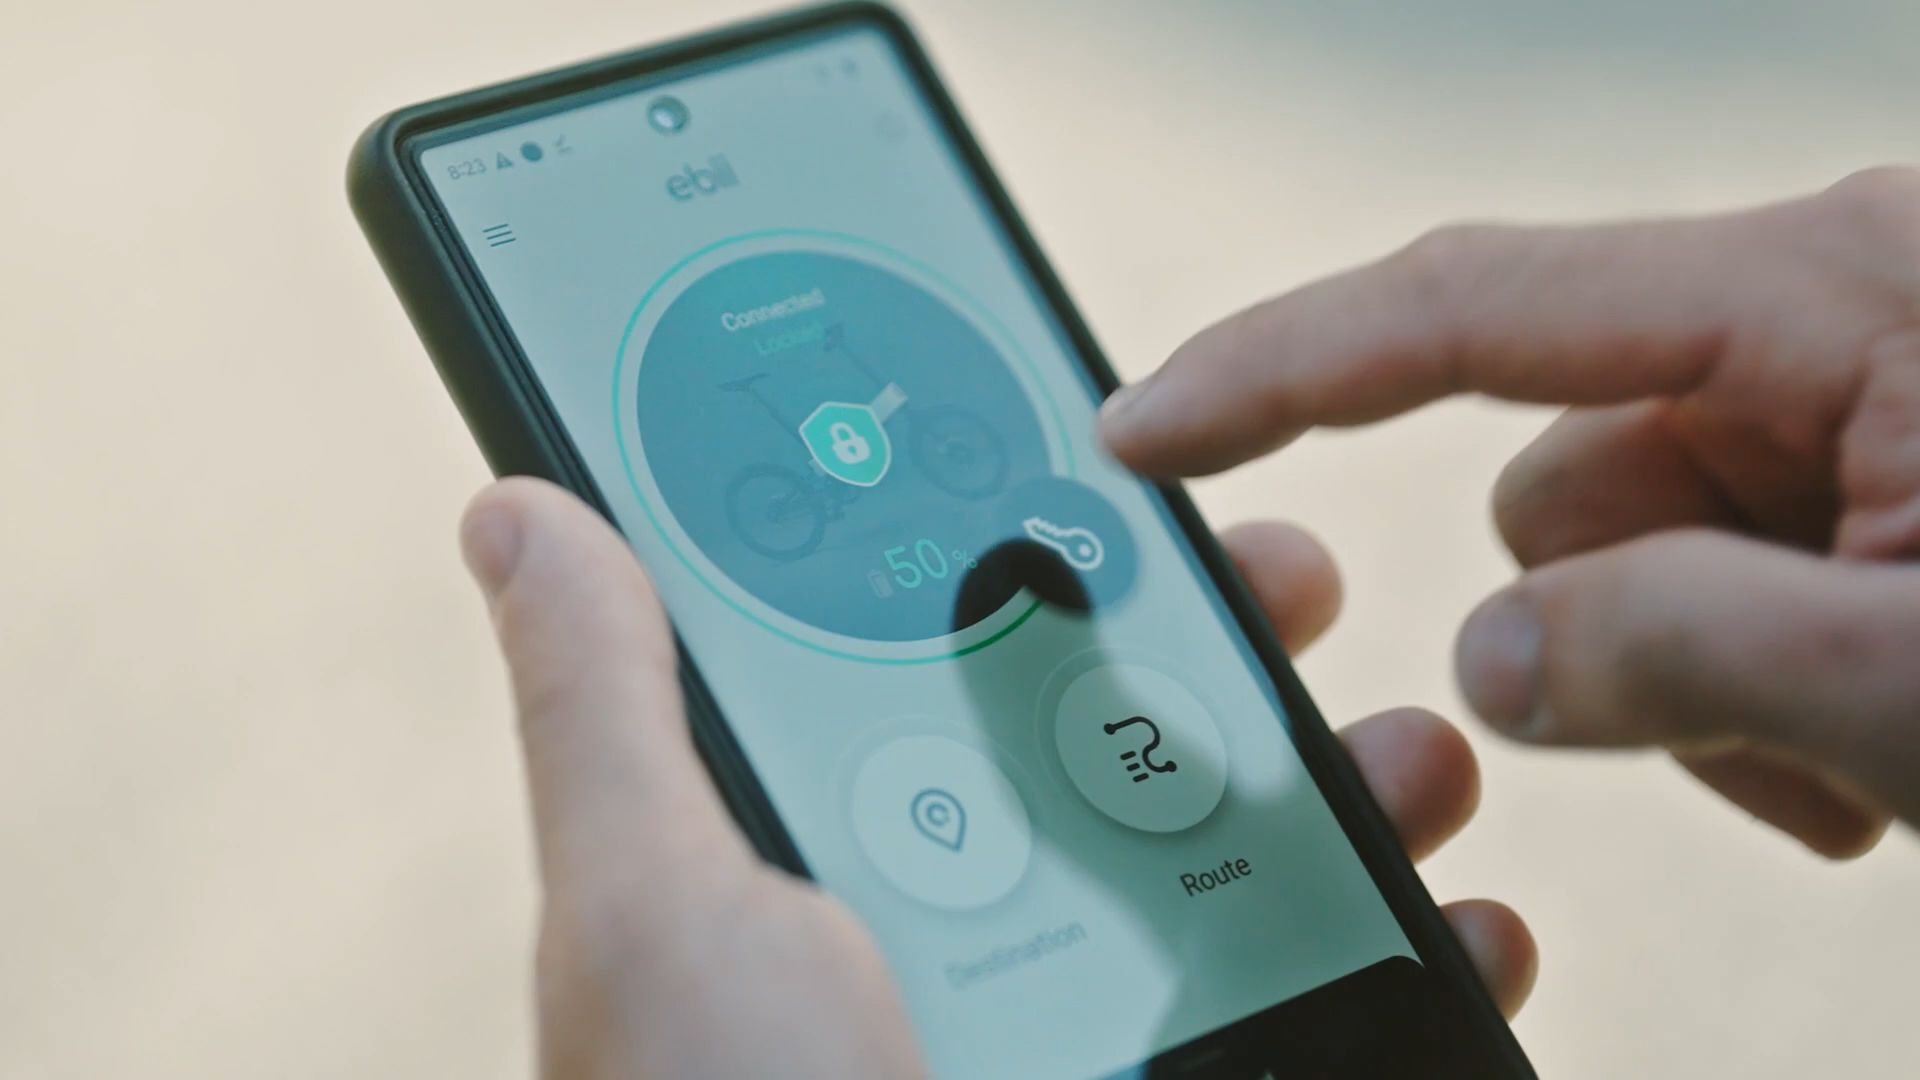 8:23
ebii
Connected
Locked
50 %
Route
Destination